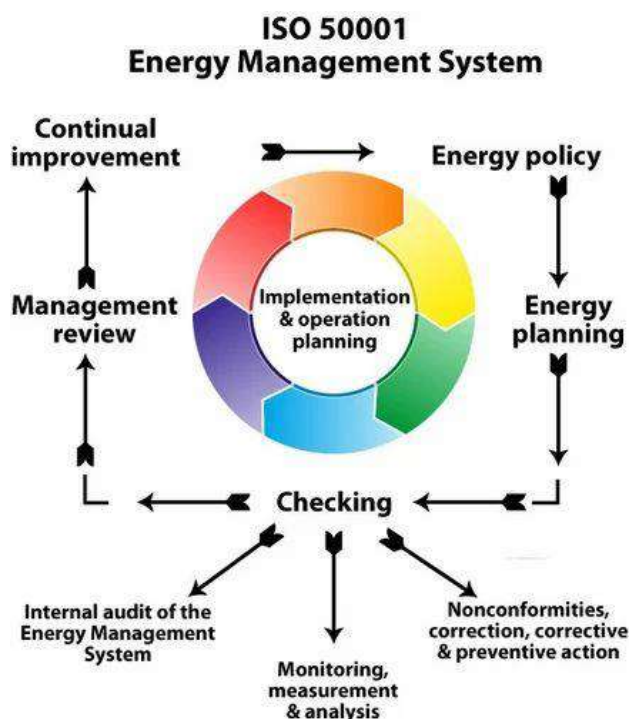 ISO 50001
Energy Management System
Continual
improvement
Energy policy
Implementation
& operation
planning
Management
review
Energy
planning
Checking
Internal audit of the
Energy Management
System
Monitoring,
measurement
& analysis
Nonconformities,
correction, corrective
& preventive action